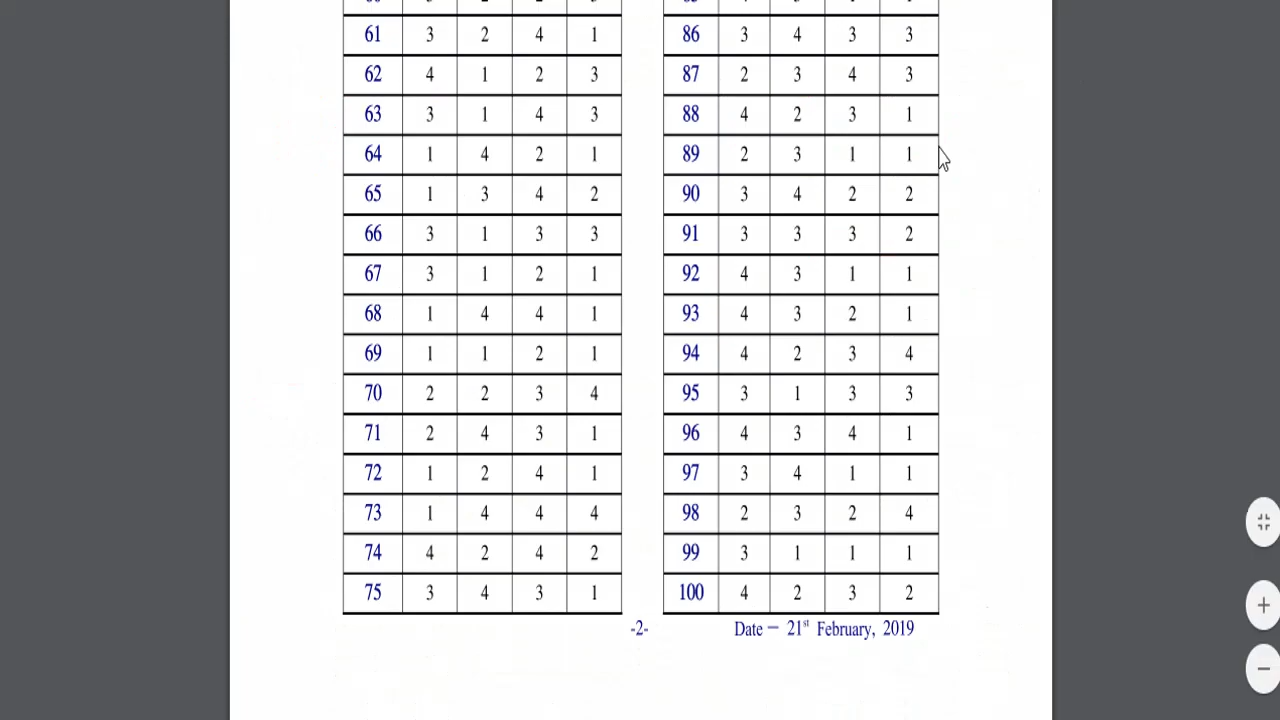 61 3 2 4 1 86 3 4 3 3
62 4 1 2 3 87 2 3 4 3
63 3 1 4 3 88 4 2 3 1
64 1 4 2 1 89 2 3 1 1
65 1 3 4 2 90 3 4 2 2
66 3 1 3 3 91 3 3 3 2
67 3 1 2 1 92 4 3 1 1
68 1 4 4 1 93 4 3 2 1
69 1 1 2 1 94 4 2 3 4
70 2 2 3 4 95 3 1 3 3
71 2 4 3 1 96 4 3 4 1
72 1 2 4 1 97 3 4 1 1
73 1 4 4 4 98 2 3 2 4
74 4 2 4 2 99 3 1 1 1
75 3 4 3 1 100 4 2 3 2
-2- Date – 21st February, 2019